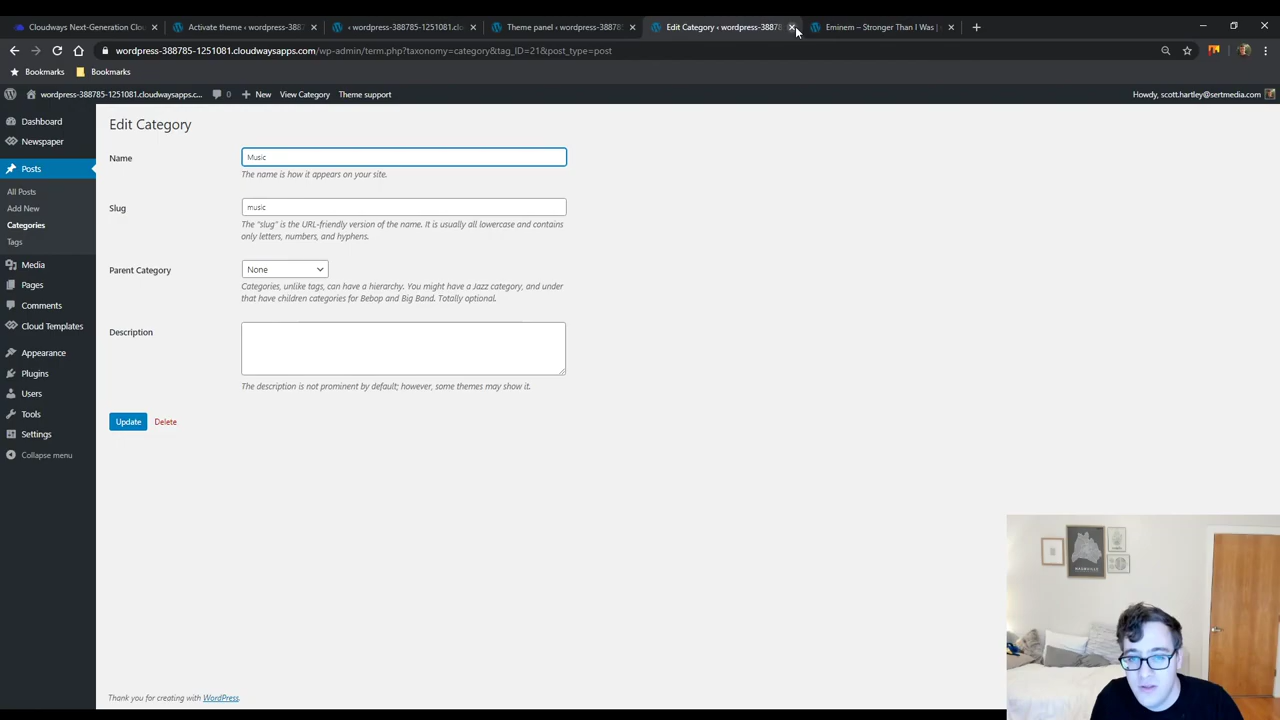 Cloudways Next-Generation Clo
Activate theme ‹ wordpress-38878
‹ wordpress-388785-1251081.clo
Theme panel ‹ wordpress-388785
Edit Category ‹ wordpress-38878
Eminem – Stronger Than I Was |
wordpress-388785-1251081.cloudwaysapps.com/wp-admin/term.php?taxonomy=category&tag_ID=21&post_type=post
Bookmarks
Bookmarks
wordpress-388785-1251081.cloudwaysapps.c...
0
New
View Category
Theme support
Howdy, scott.hartley@sertmedia.com
Dashboard
Newspaper
Posts
All Posts
Add New
Categories
Tags
Media
Pages
Comments
Cloud Templates
Appearance
Plugins
Users
Tools
Settings
Collapse menu
Edit Category
Name
Music
The name is how it appears on your site.
Slug
music
The “slug” is the URL-friendly version of the name. It is usually all lowercase and contains
only letters, numbers, and hyphens.
Parent Category
None
Categories, unlike tags, can have a hierarchy. You might have a Jazz category, and under
that have children categories for Bebop and Big Band. Totally optional.
Description
The description is not prominent by default; however, some themes may show it.
Update
Delete
Thank you for creating with WordPress.
NASHVILLE